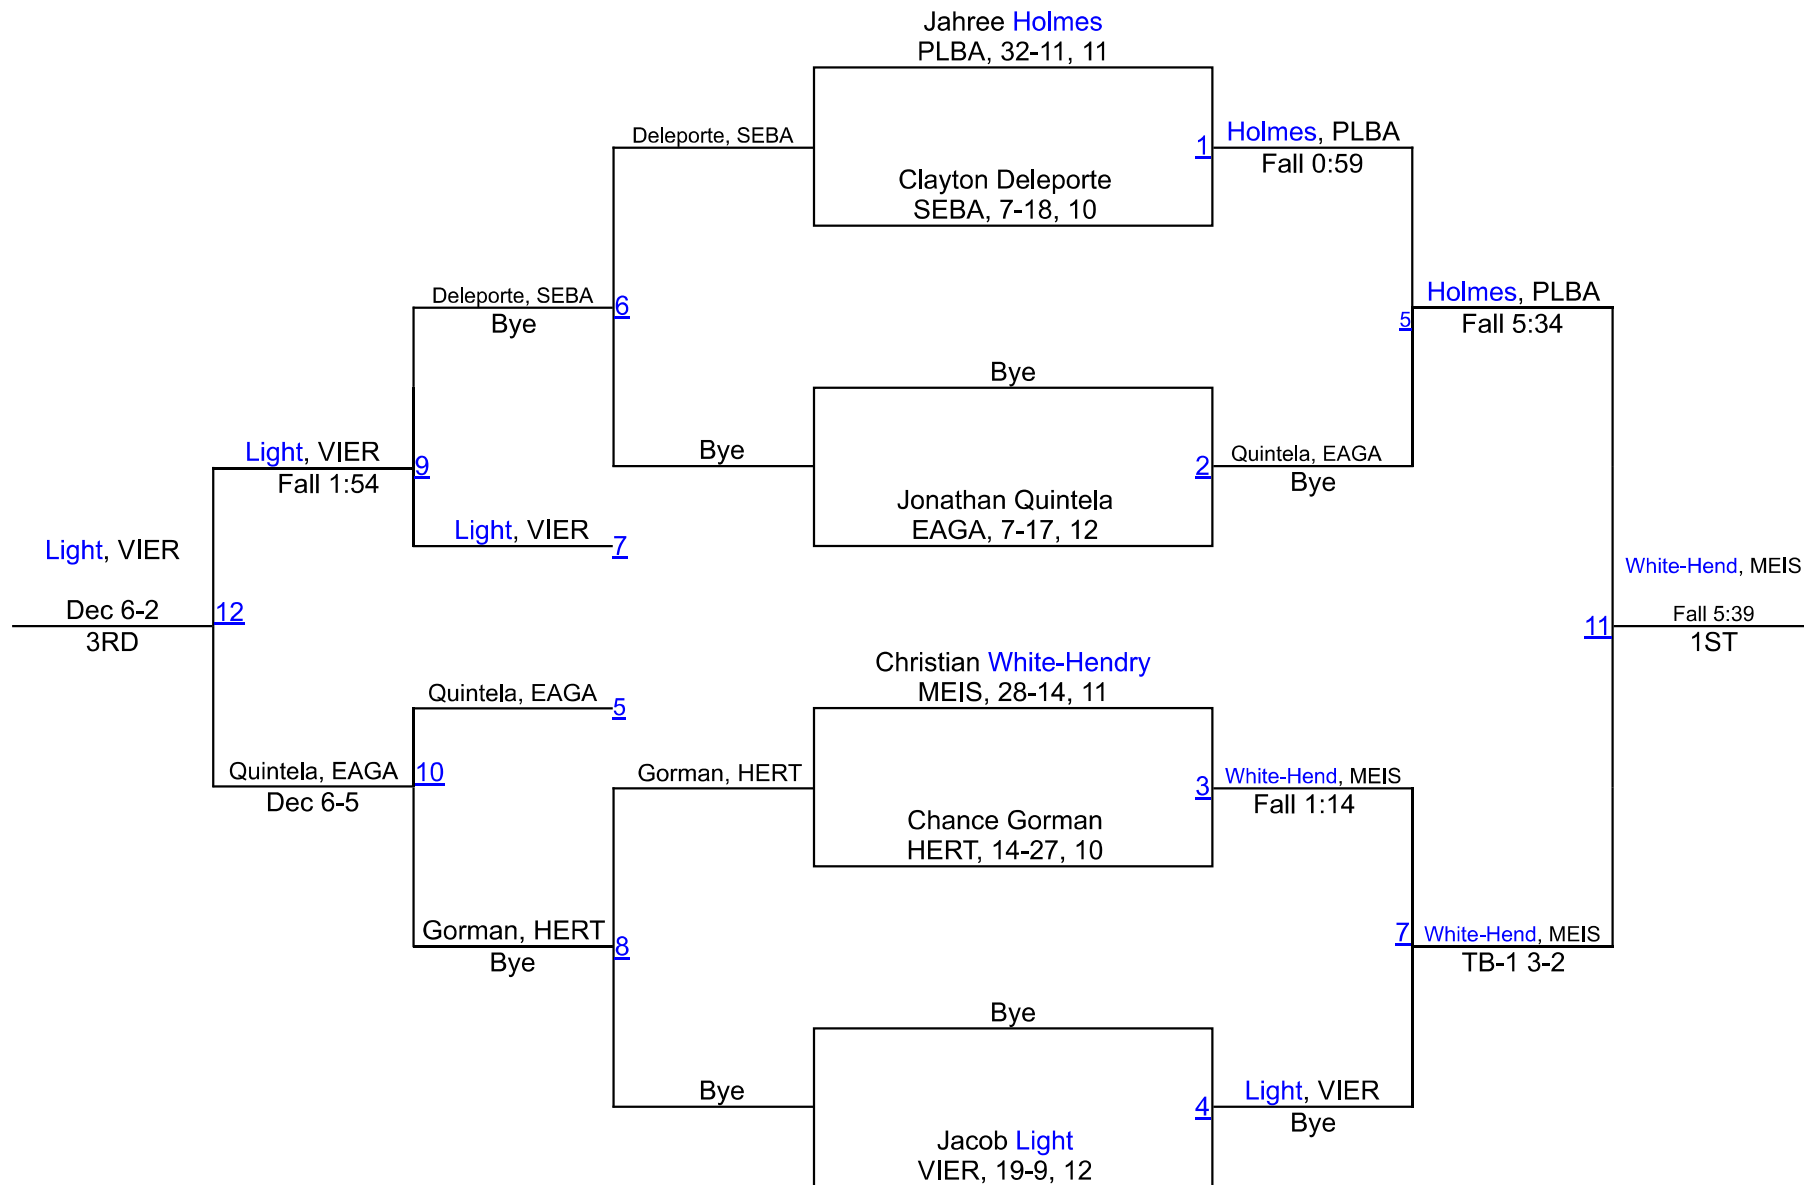 Jahree Holmes
PLBA, 32-11, 11
Deleporte, SEBA
1
Holmes, PLBA
Fall 0:59
Clayton Deleporte
SEBA, 7-18, 10
Deleporte, SEBA
Bye
6
Holmes, PLBA
Fall 5:34
5
Bye
Light, VIER
Fall 1:54
9
Bye
2
Quintela, EAGA
Bye
Jonathan Quintela
EAGA, 7-17, 12
Light, VIER
7
Light, VIER
Dec 6-2
3RD
12
White-Hend, MEIS
Fall 5:39
1ST
11
Christian White-Hendry
MEIS, 28-14, 11
Quintela, EAGA
5
Quintela, EAGA
Dec 6-5
10
Gorman, HERT
3
White-Hend, MEIS
Fall 1:14
Chance Gorman
HERT, 14-27, 10
Gorman, HERT
Bye
8
7
White-Hend, MEIS
TB-1 3-2
Bye
Bye
4
Light, VIER
Bye
Jacob Light
VIER, 19-9, 12